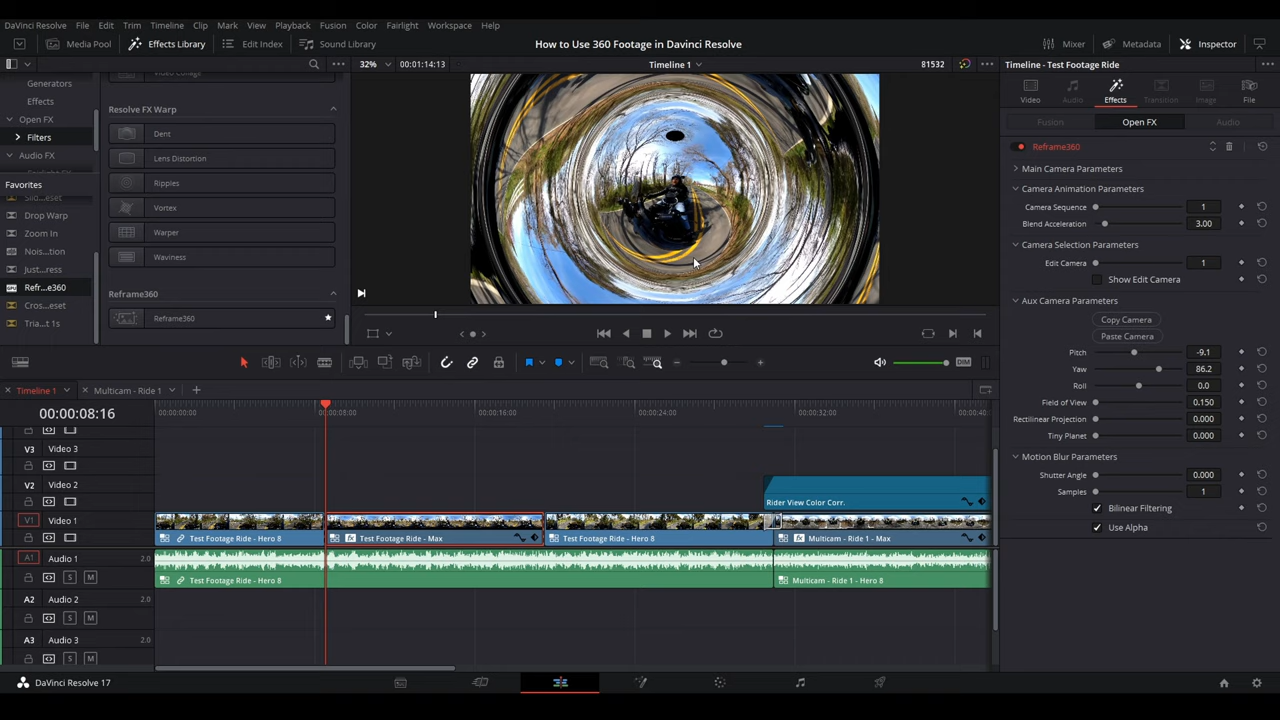 DaVinci Resolve File Edit Trim Timeline Clip Mark View Playback Fusion Color Fairlight Workspace Help
Media Pool Effects Library Edit Index Sound Library How to Use 360 Footage in Davinci Resolve Mixer Metadata Inspector
32% 00:01:14:13 Timeline 1 81532 Timeline - Test Footage Ride
Generators
Effects
Open FX
Filters
Audio FX
Favorites
Drop Warp
Zoom In
Nois...tion
Just...ress
Refr...e360
Cros...eset
Tria...t 1s
Resolve FX Warp
Dent
Lens Distortion
Ripples
Vortex
Warper
Waviness
Reframe360
Reframe360
Video Audio Effects Transition Image File
Fusion Open FX Audio
Reframe360
Main Camera Parameters
Camera Animation Parameters
Camera Sequence 1
Blend Acceleration 3.00
Camera Selection Parameters
Edit Camera 1
Show Edit Camera
Aux Camera Parameters
Copy Camera
Paste Camera
Pitch -9.1
Yaw 86.2
Roll 0.0
Field of View 0.150
Rectilinear Projection 0.000
Tiny Planet 0.000
Motion Blur Parameters
Shutter Angle 0.000
Samples 1
Bilinear Filtering
Use Alpha
DIM
Timeline 1 Multicam - Ride 1
00:00:08:16 00:00:00:00 00:00:08:00 00:00:16:00 00:00:24:00 00:00:32:00 00:00:40:00
V3 Video 3
V2 Video 2
Rider View Color Corr.
V1 Video 1
Test Footage Ride - Hero 8 Test Footage Ride - Max Test Footage Ride - Hero 8 Multicam - Ride 1 - Max
A1 Audio 1 2.0
S M Test Footage Ride - Hero 8 Multicam - Ride 1 - Hero 8
A2 Audio 2 2.0
S M
A3 Audio 3 2.0
S M
DaVinci Resolve 17